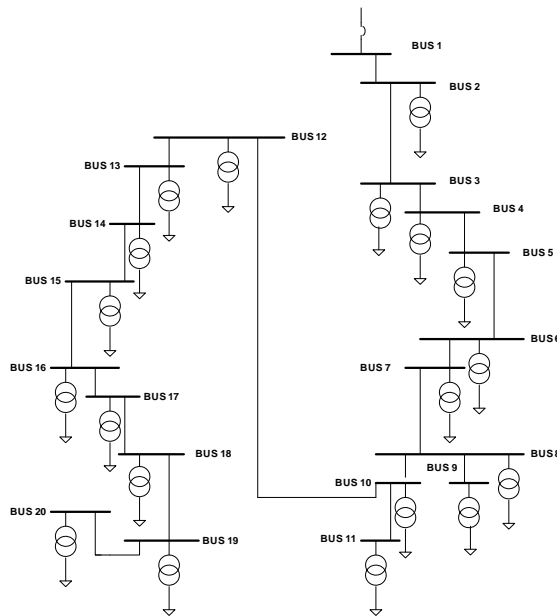 BUS 1
BUS 2
BUS 12
BUS 13
BUS 3
BUS 4
BUS 14
BUS 5
BUS 15
BUS 6
BUS 16
BUS 7
BUS 17
BUS 18
BUS 8
BUS 9
BUS 10
BUS 20
BUS 19
BUS 11